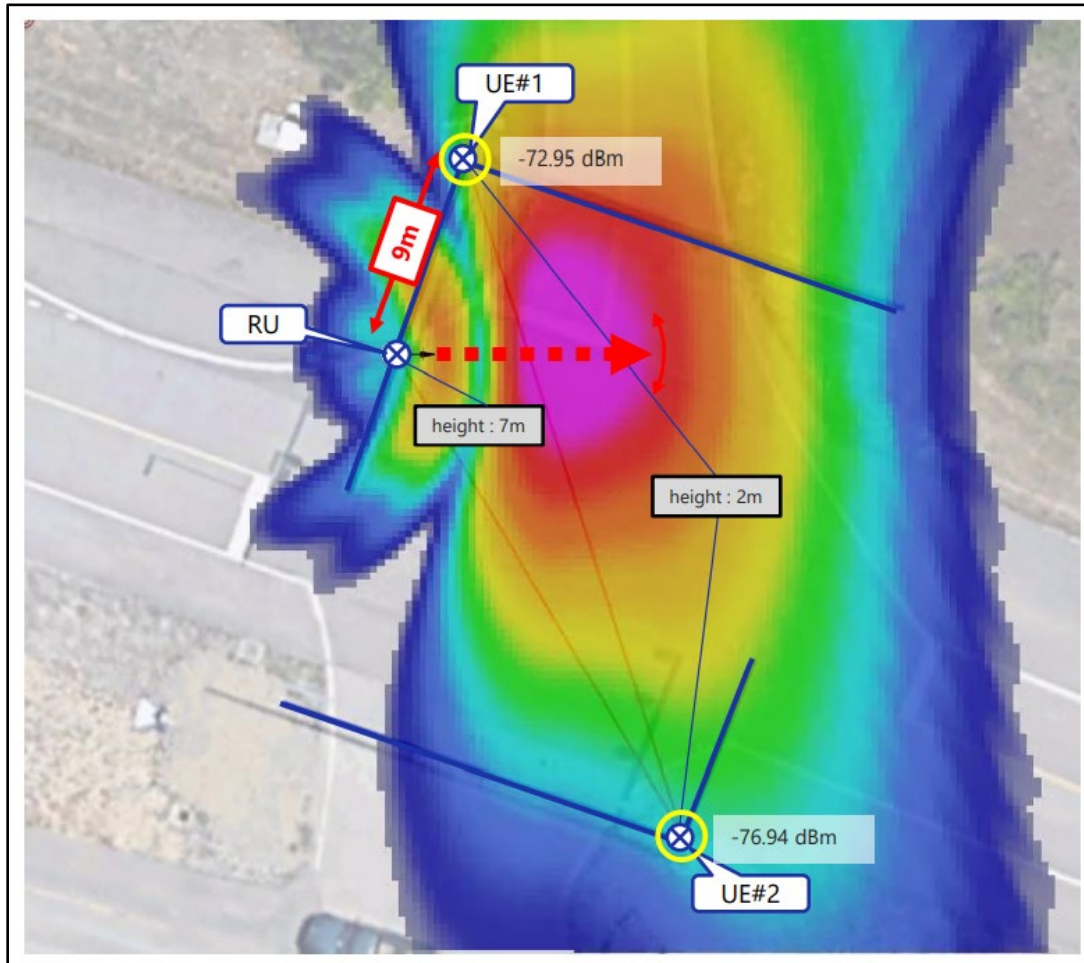 UE#1
-72.95 dBm
9m
RU
height : 7m
height : 2m
-76.94 dBm
UE#2